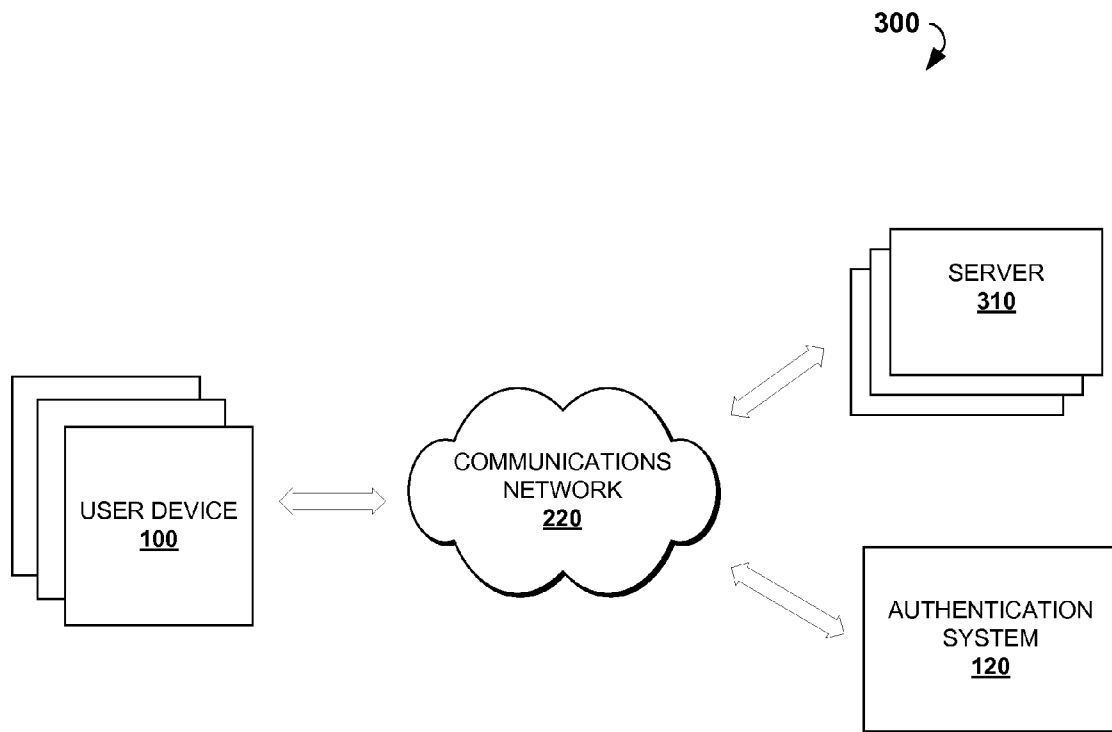 300
SERVER
310
COMMUNICATIONS
NETWORK
220
USER DEVICE
100
AUTHENTICATION
SYSTEM
120